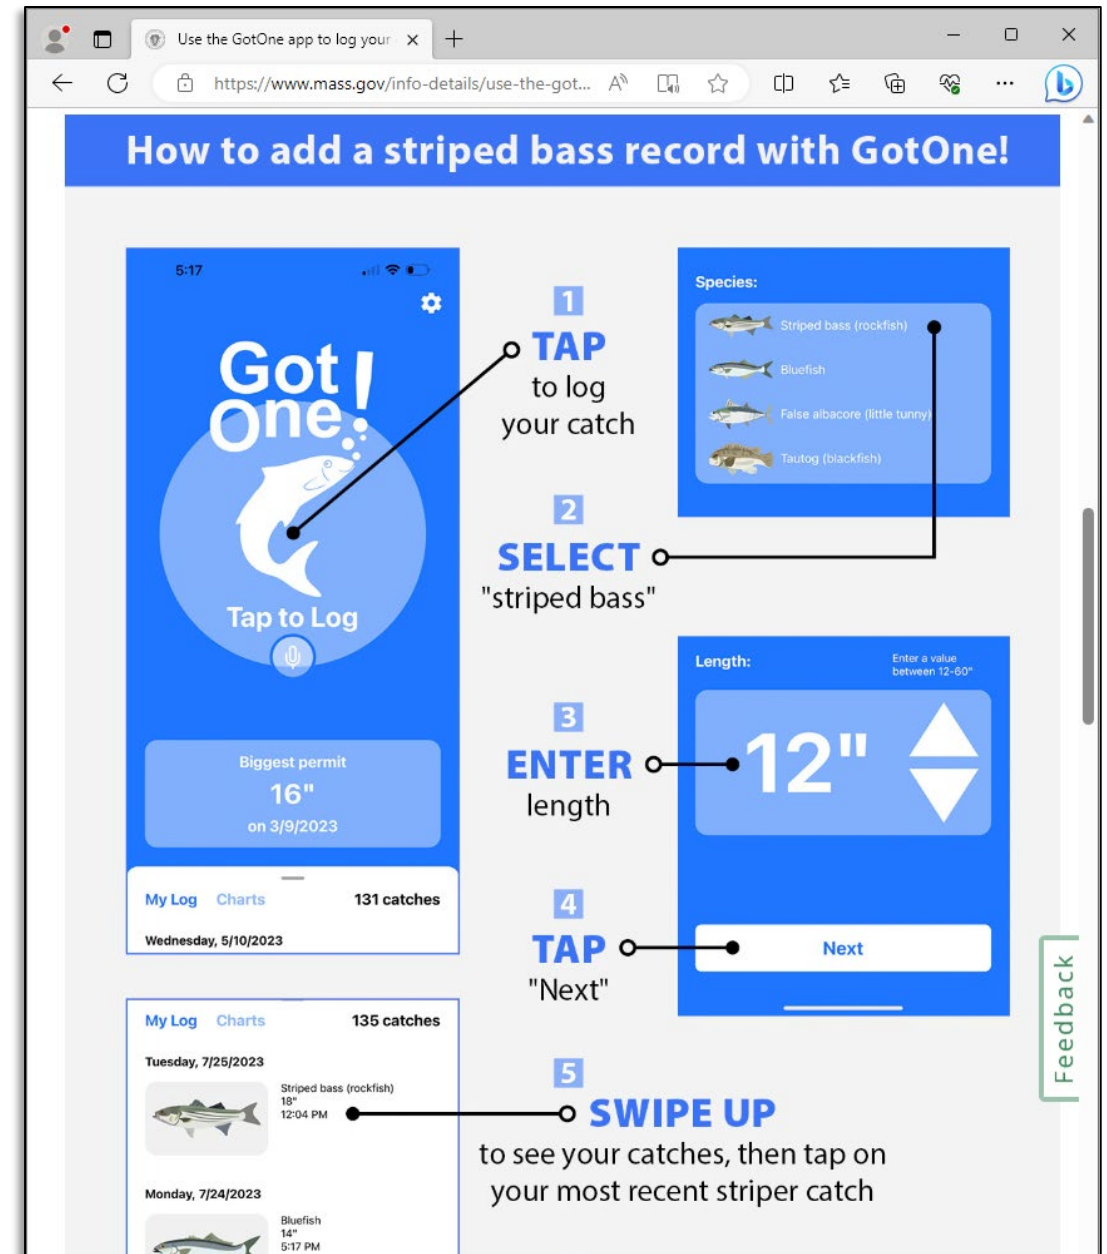 Use the GotOne app to log your
https://www.mass.gov/info-details/use-the-got...
How to add a striped bass record with GotOne!
5:17
Got
One!
Tap to Log
Biggest permit
16"
on 3/9/2023
My Log Charts 131 catches
Wednesday, 5/10/2023
1
TAP
to log
your catch
Species:
Striped bass (rockfish)
Bluefish
False albacore (little tunny)
Tautog (blackfish)
2
SELECT
"striped bass"
Length:
Enter a value
between 12-60"
12"
3
ENTER
length
4
TAP
"Next"
Next
My Log Charts 135 catches
Tuesday, 7/25/2023
Striped bass (rockfish)
18"
12:04 PM
Monday, 7/24/2023
Bluefish
14"
5:17 PM
5
SWIPE UP
to see your catches, then tap on
your most recent striper catch
Feedback